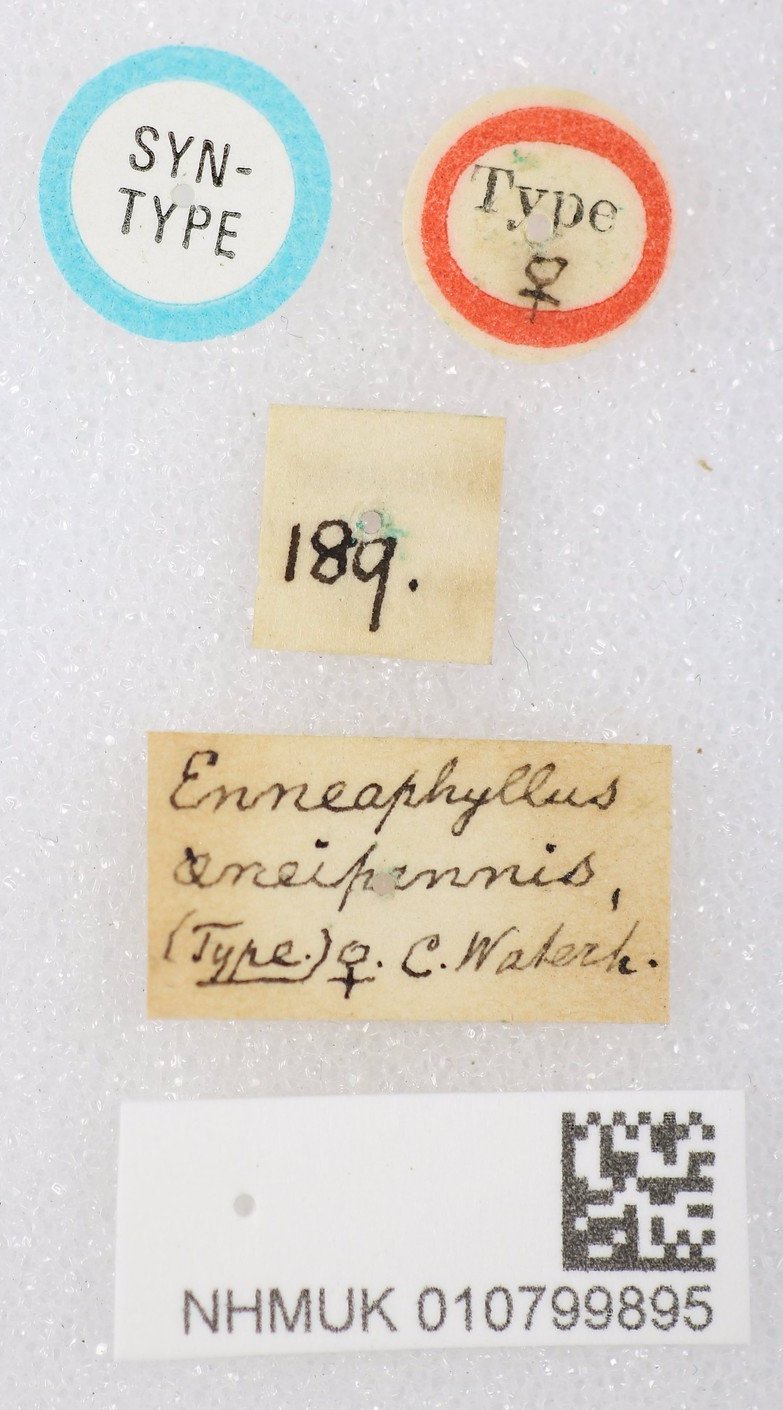 SYN-
TYPE
Type
♀
189.
Enneaphyllus
æneipennis,
(Type.) ♀. C. Waterh.
NHMUK 010799895